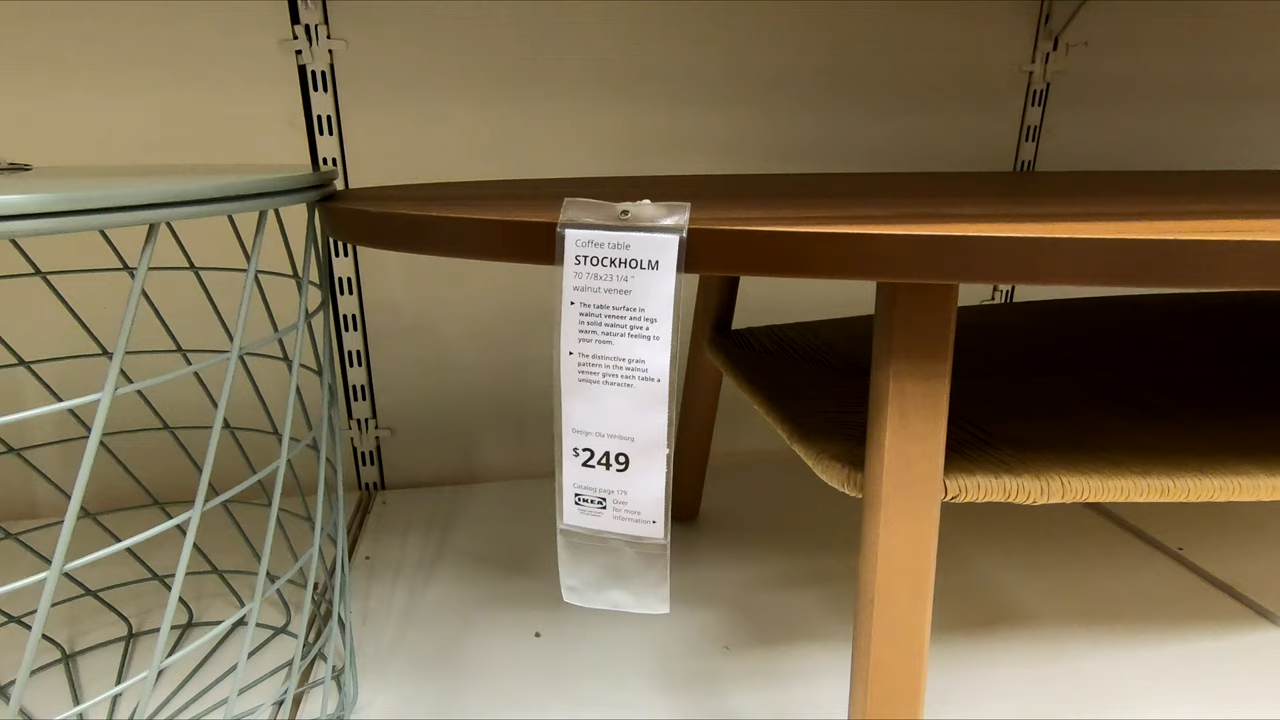 Coffee table
STOCKHOLM
70 7/8x23 1/4 "
walnut veneer
▸ The table surface in
walnut veneer and legs
in solid walnut give a
warm, natural feeling to
your room.
▸ The distinctive grain
pattern in the walnut
veneer gives each table a
unique character.
Design: Ola Wihlborg
$249
Catalog page 179
IKEA
Over
for more
information ▸